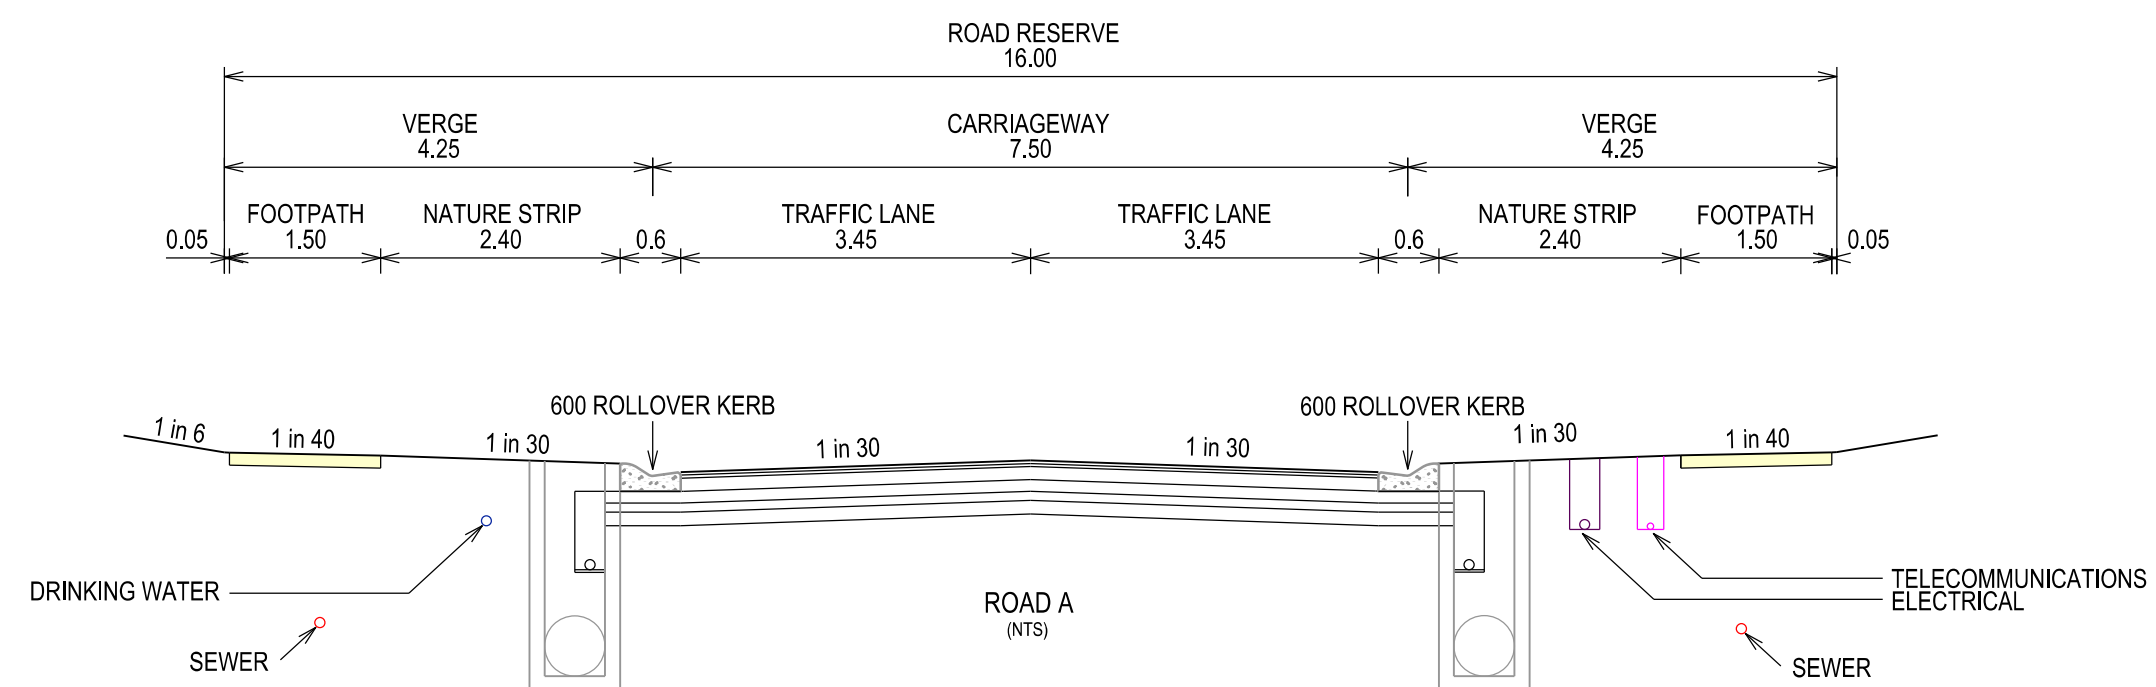 ROAD RESERVE
16.00
VERGE
4.25
CARRIAGEWAY
7.50
VERGE
4.25
0.05
FOOTPATH
1.50
NATURE STRIP
2.40
0.6
TRAFFIC LANE
3.45
TRAFFIC LANE
3.45
0.6
NATURE STRIP
2.40
FOOTPATH
1.50
0.05
600 ROLLOVER KERB
600 ROLLOVER KERB
1 in 6
1 in 40
1 in 30
1 in 30
1 in 30
1 in 30
1 in 40
DRINKING WATER
SEWER
ROAD A
(NTS)
TELECOMMUNICATIONS
ELECTRICAL
SEWER